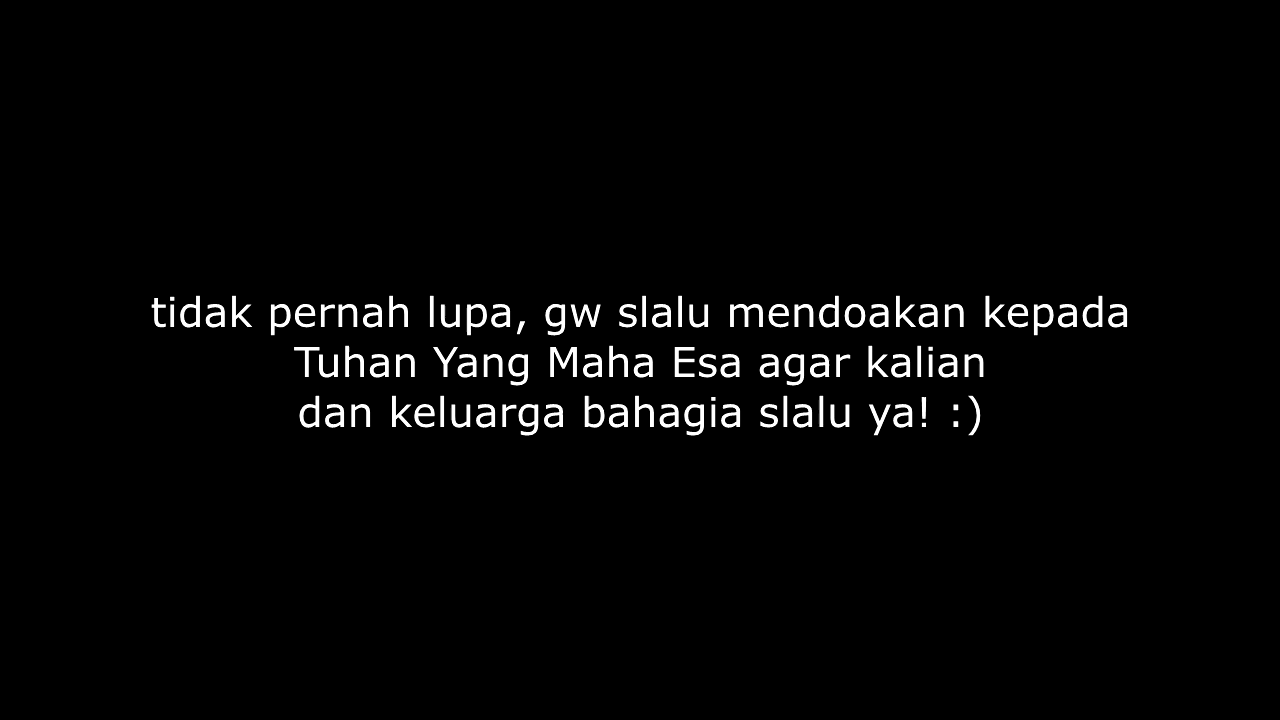 tidak pernah lupa, gw slalu mendoakan kepada
Tuhan Yang Maha Esa agar kalian
dan keluarga bahagia slalu ya! :)